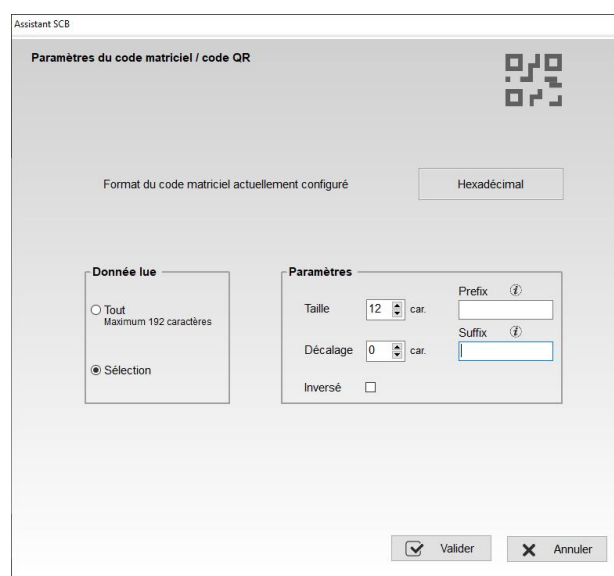 Assistant SCB
Paramètres du code matriciel / code QR
Format du code matriciel actuellement configuré
Hexadécimal
Donnée lue
Tout
Maximum 192 caractères
Sélection
Paramètres
Taille 12 car.
Prefix i
Décalage 0 car.
Suffix i
Inversé
Valider
Annuler